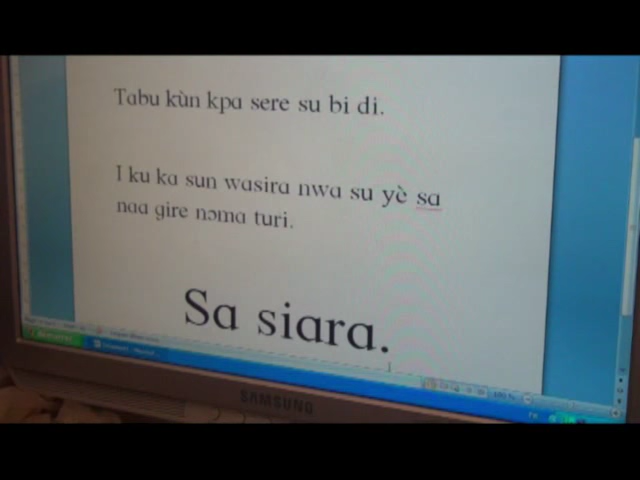 Tabu kùn kpa sere su bi di.
I ku ka sun wasira nwa su yè sa
naa gire nɔma turi.
Sa siara.
SAMSUNG
100 %